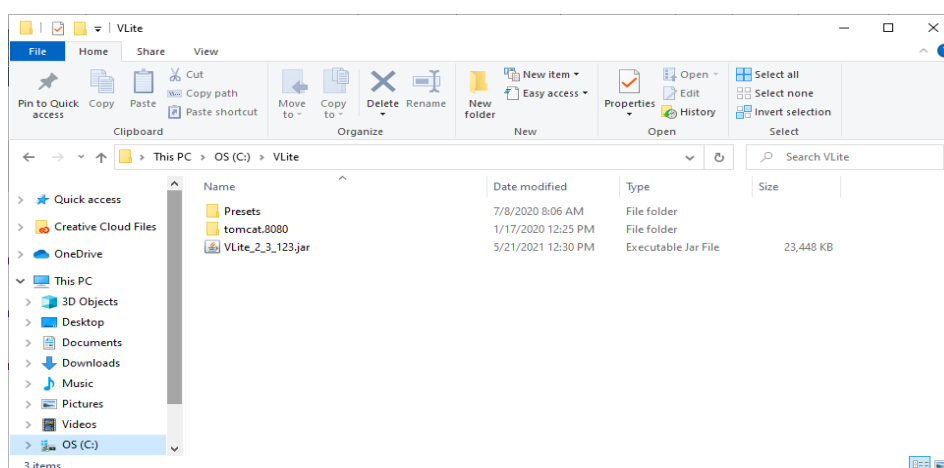 VLite
File Home Share View
Pin to Quick access
Copy
Paste
Cut
Copy path
Paste shortcut
Clipboard
Move to
Copy to
Delete
Rename
Organize
New folder
New item
Easy access
New
Properties
Open
Edit
History
Open
Select all
Select none
Invert selection
Select
This PC > OS (C:) > VLite
Search VLite
Name Date modified Type Size
Presets 7/8/2020 8:06 AM File folder
tomcat.8080 1/17/2020 12:25 PM File folder
VLite_2_3_123.jar 5/21/2021 12:30 PM Executable Jar File 23,448 KB
Quick access
Creative Cloud Files
OneDrive
This PC
3D Objects
Desktop
Documents
Downloads
Music
Pictures
Videos
OS (C:)
3 items